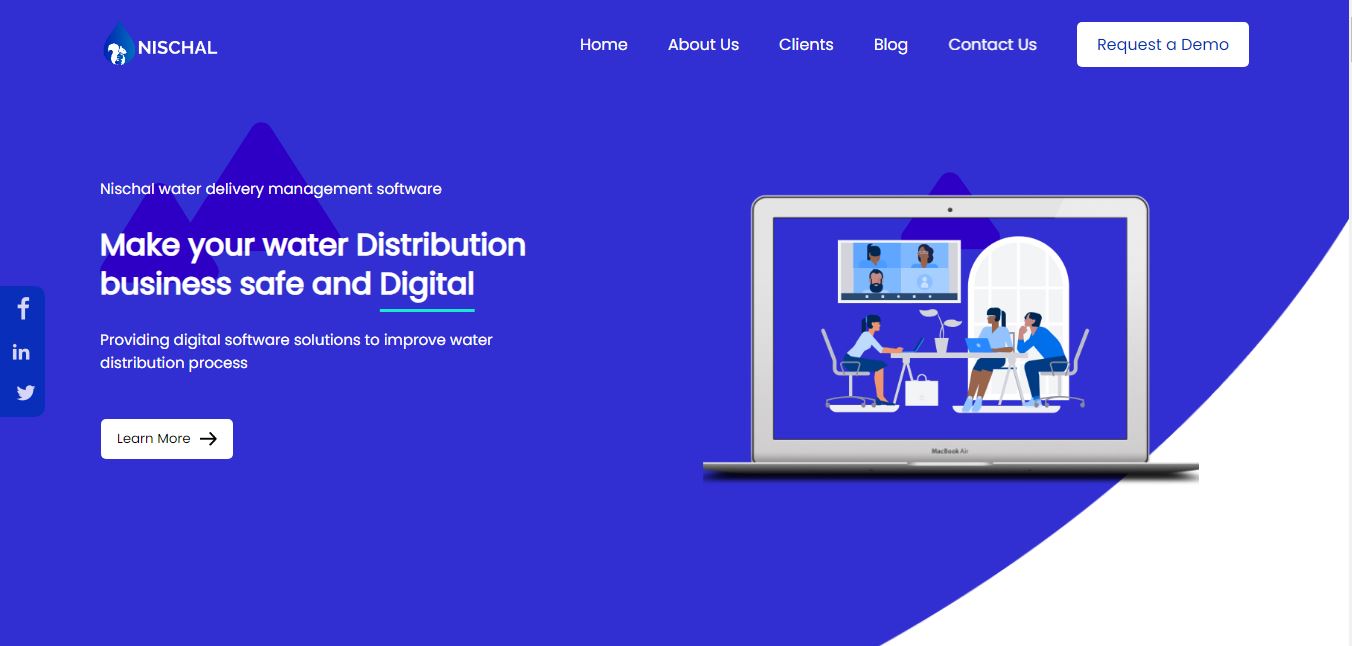 NISCHAL
Home
About Us
Clients
Blog
Contact Us
Request a Demo
Nischal water delivery management software
Make your water Distribution
business safe and Digital
Providing digital software solutions to improve water
distribution process
Learn More
MacBook Air